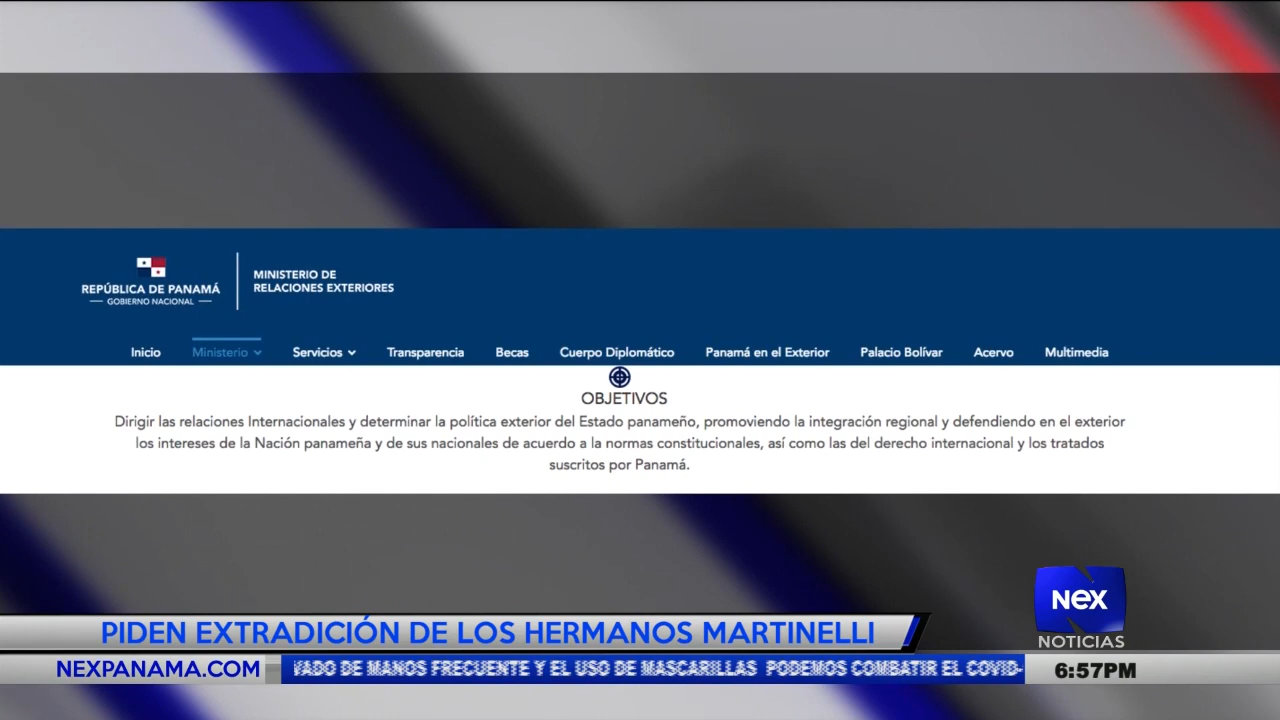 REPÚBLICA DE PANAMÁ
GOBIERNO NACIONAL
MINISTERIO DE
RELACIONES EXTERIORES
Inicio Ministerio Servicios Transparencia Becas Cuerpo Diplomático Panamá en el Exterior Palacio Bolívar Acervo Multimedia
OBJETIVOS
Dirigir las relaciones Internacionales y determinar la política exterior del Estado panameño, promoviendo la integración regional y defendiendo en el exterior
los intereses de la Nación panameña y de sus nacionales de acuerdo a la normas constitucionales, así como las del derecho internacional y los tratados
suscritos por Panamá.
NEX
NOTICIAS
PIDEN EXTRADICIÓN DE LOS HERMANOS MARTINELLI
NEXPANAMA.COM VADO DE MANOS FRECUENTE Y EL USO DE MASCARILLAS PODEMOS COMBATIR EL COVID- 6:57PM